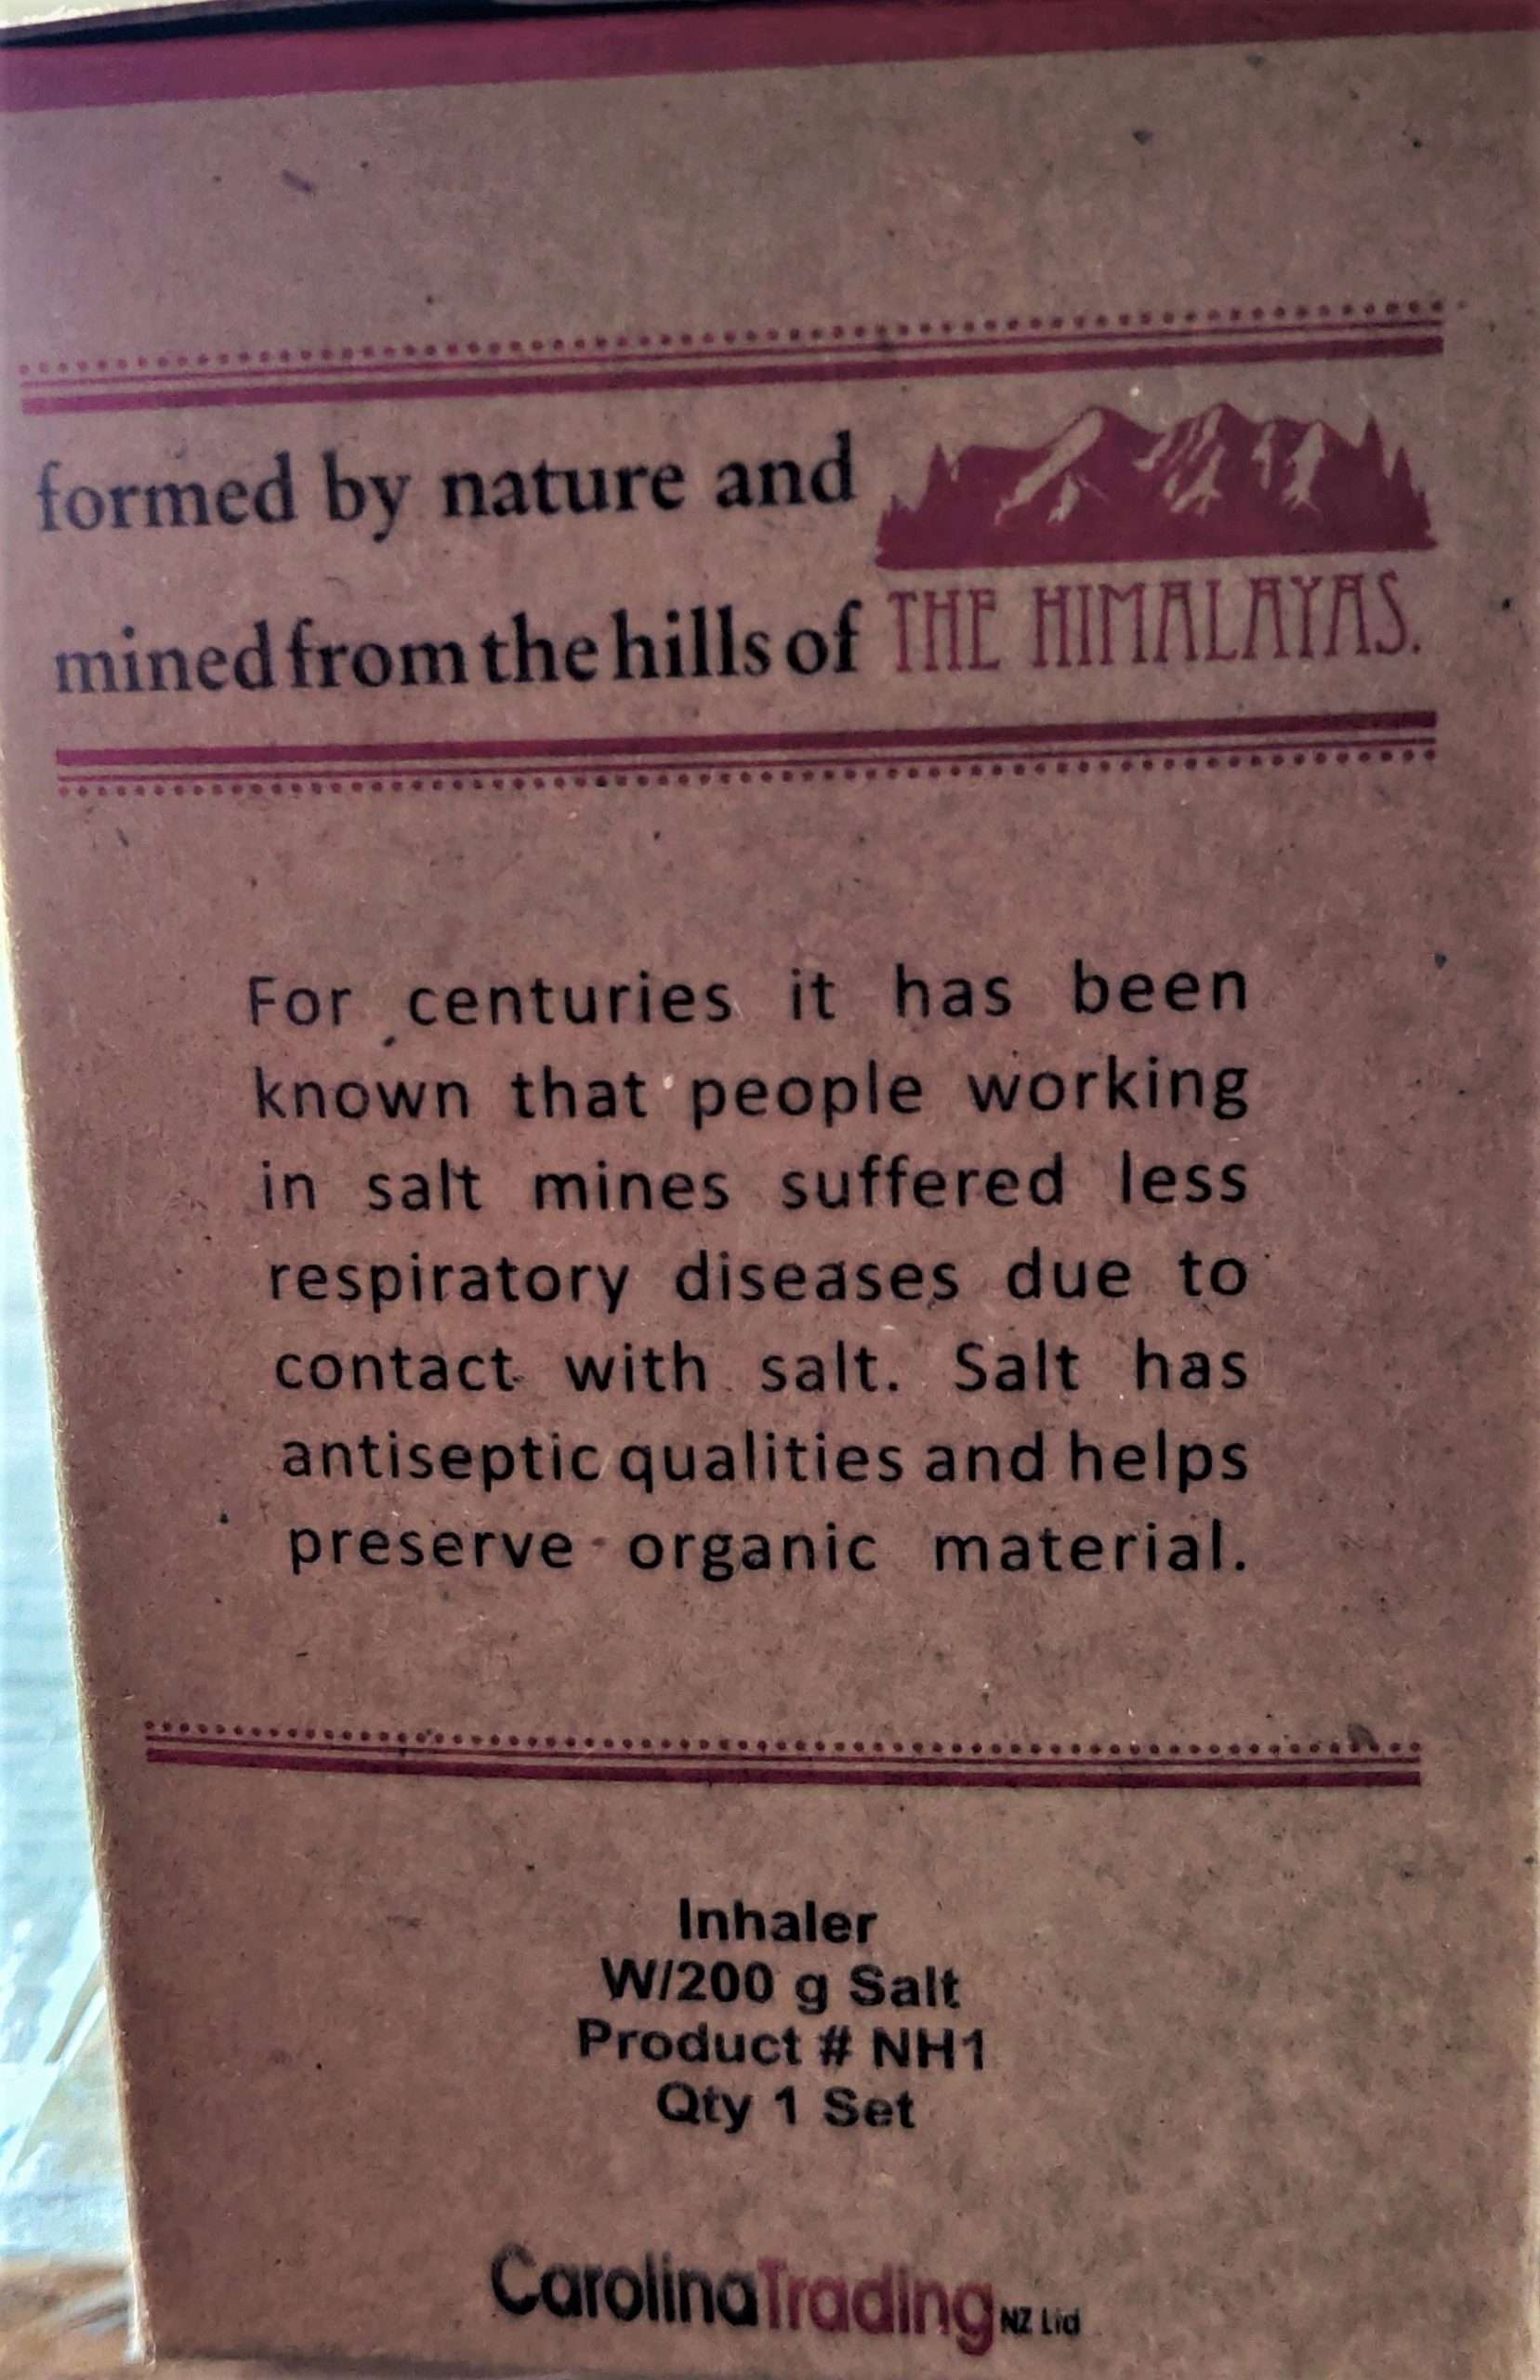 formed by nature and
mined from the hills of THE HIMALAYAS.
For centuries it has been
known that people working
in salt mines suffered less
respiratory diseases due to
contact with salt. Salt has
antiseptic qualities and helps
preserve organic material.
Inhaler
W/200 g Salt
Product # NH1
Qty 1 Set
CarolinaTrading NZ Ltd